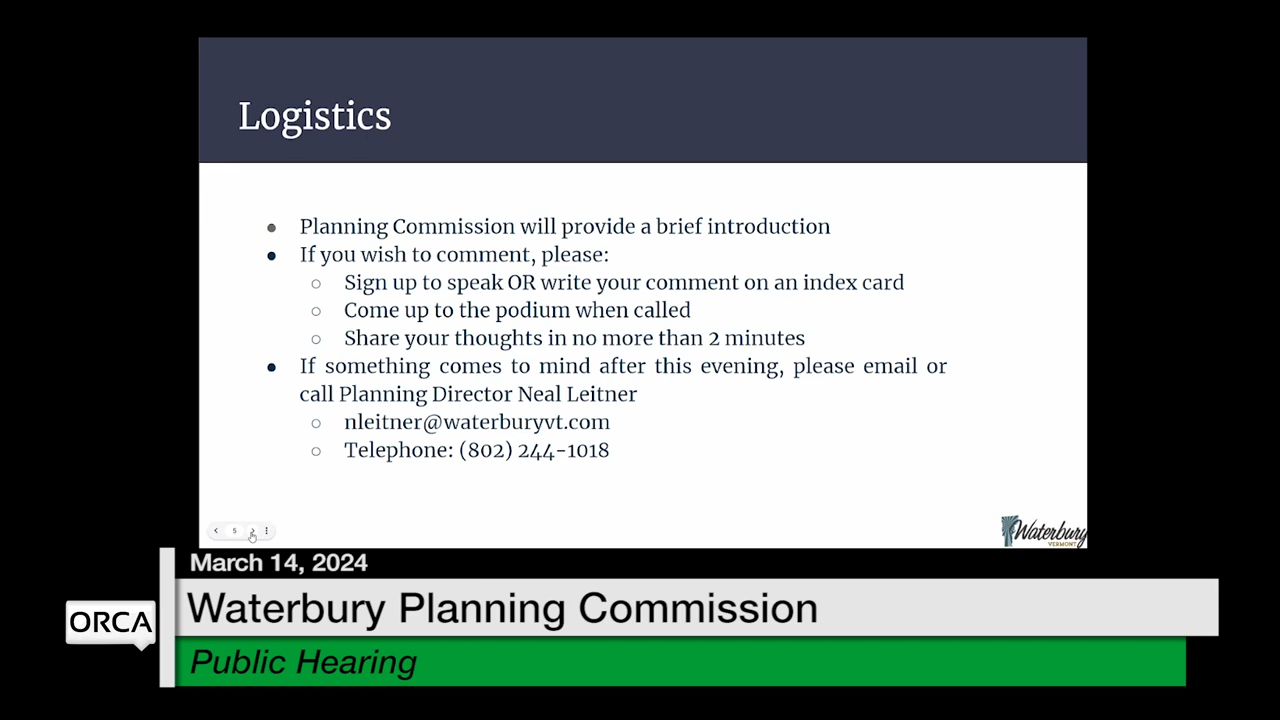 Logistics
● Planning Commission will provide a brief introduction
● If you wish to comment, please:
○ Sign up to speak OR write your comment on an index card
○ Come up to the podium when called
○ Share your thoughts in no more than 2 minutes
● If something comes to mind after this evening, please email or
call Planning Director Neal Leitner
○ nleitner@waterburyvt.com
○ Telephone: (802) 244-1018
5
Waterbury
VERMONT
March 14, 2024
ORCA
Waterbury Planning Commission
Public Hearing